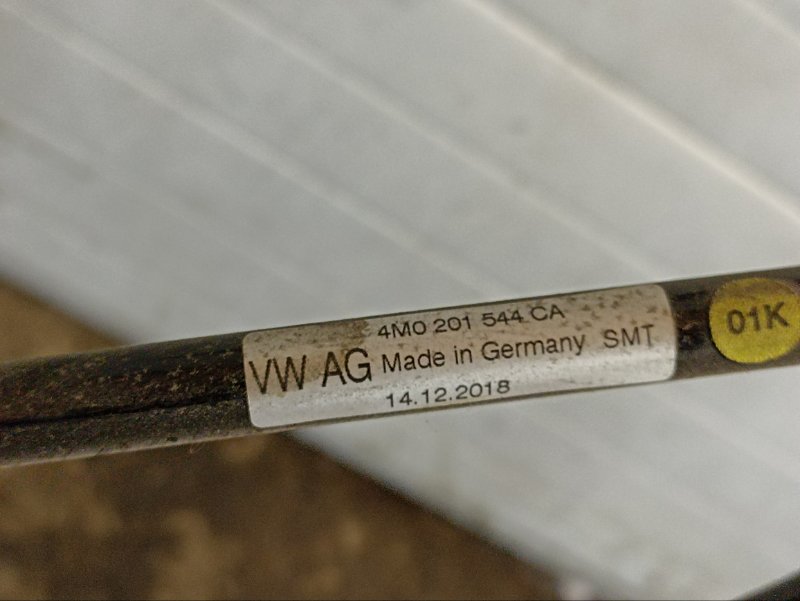 4M0 201 544 CA
VW AG Made in Germany SMT
14.12.2018
01K